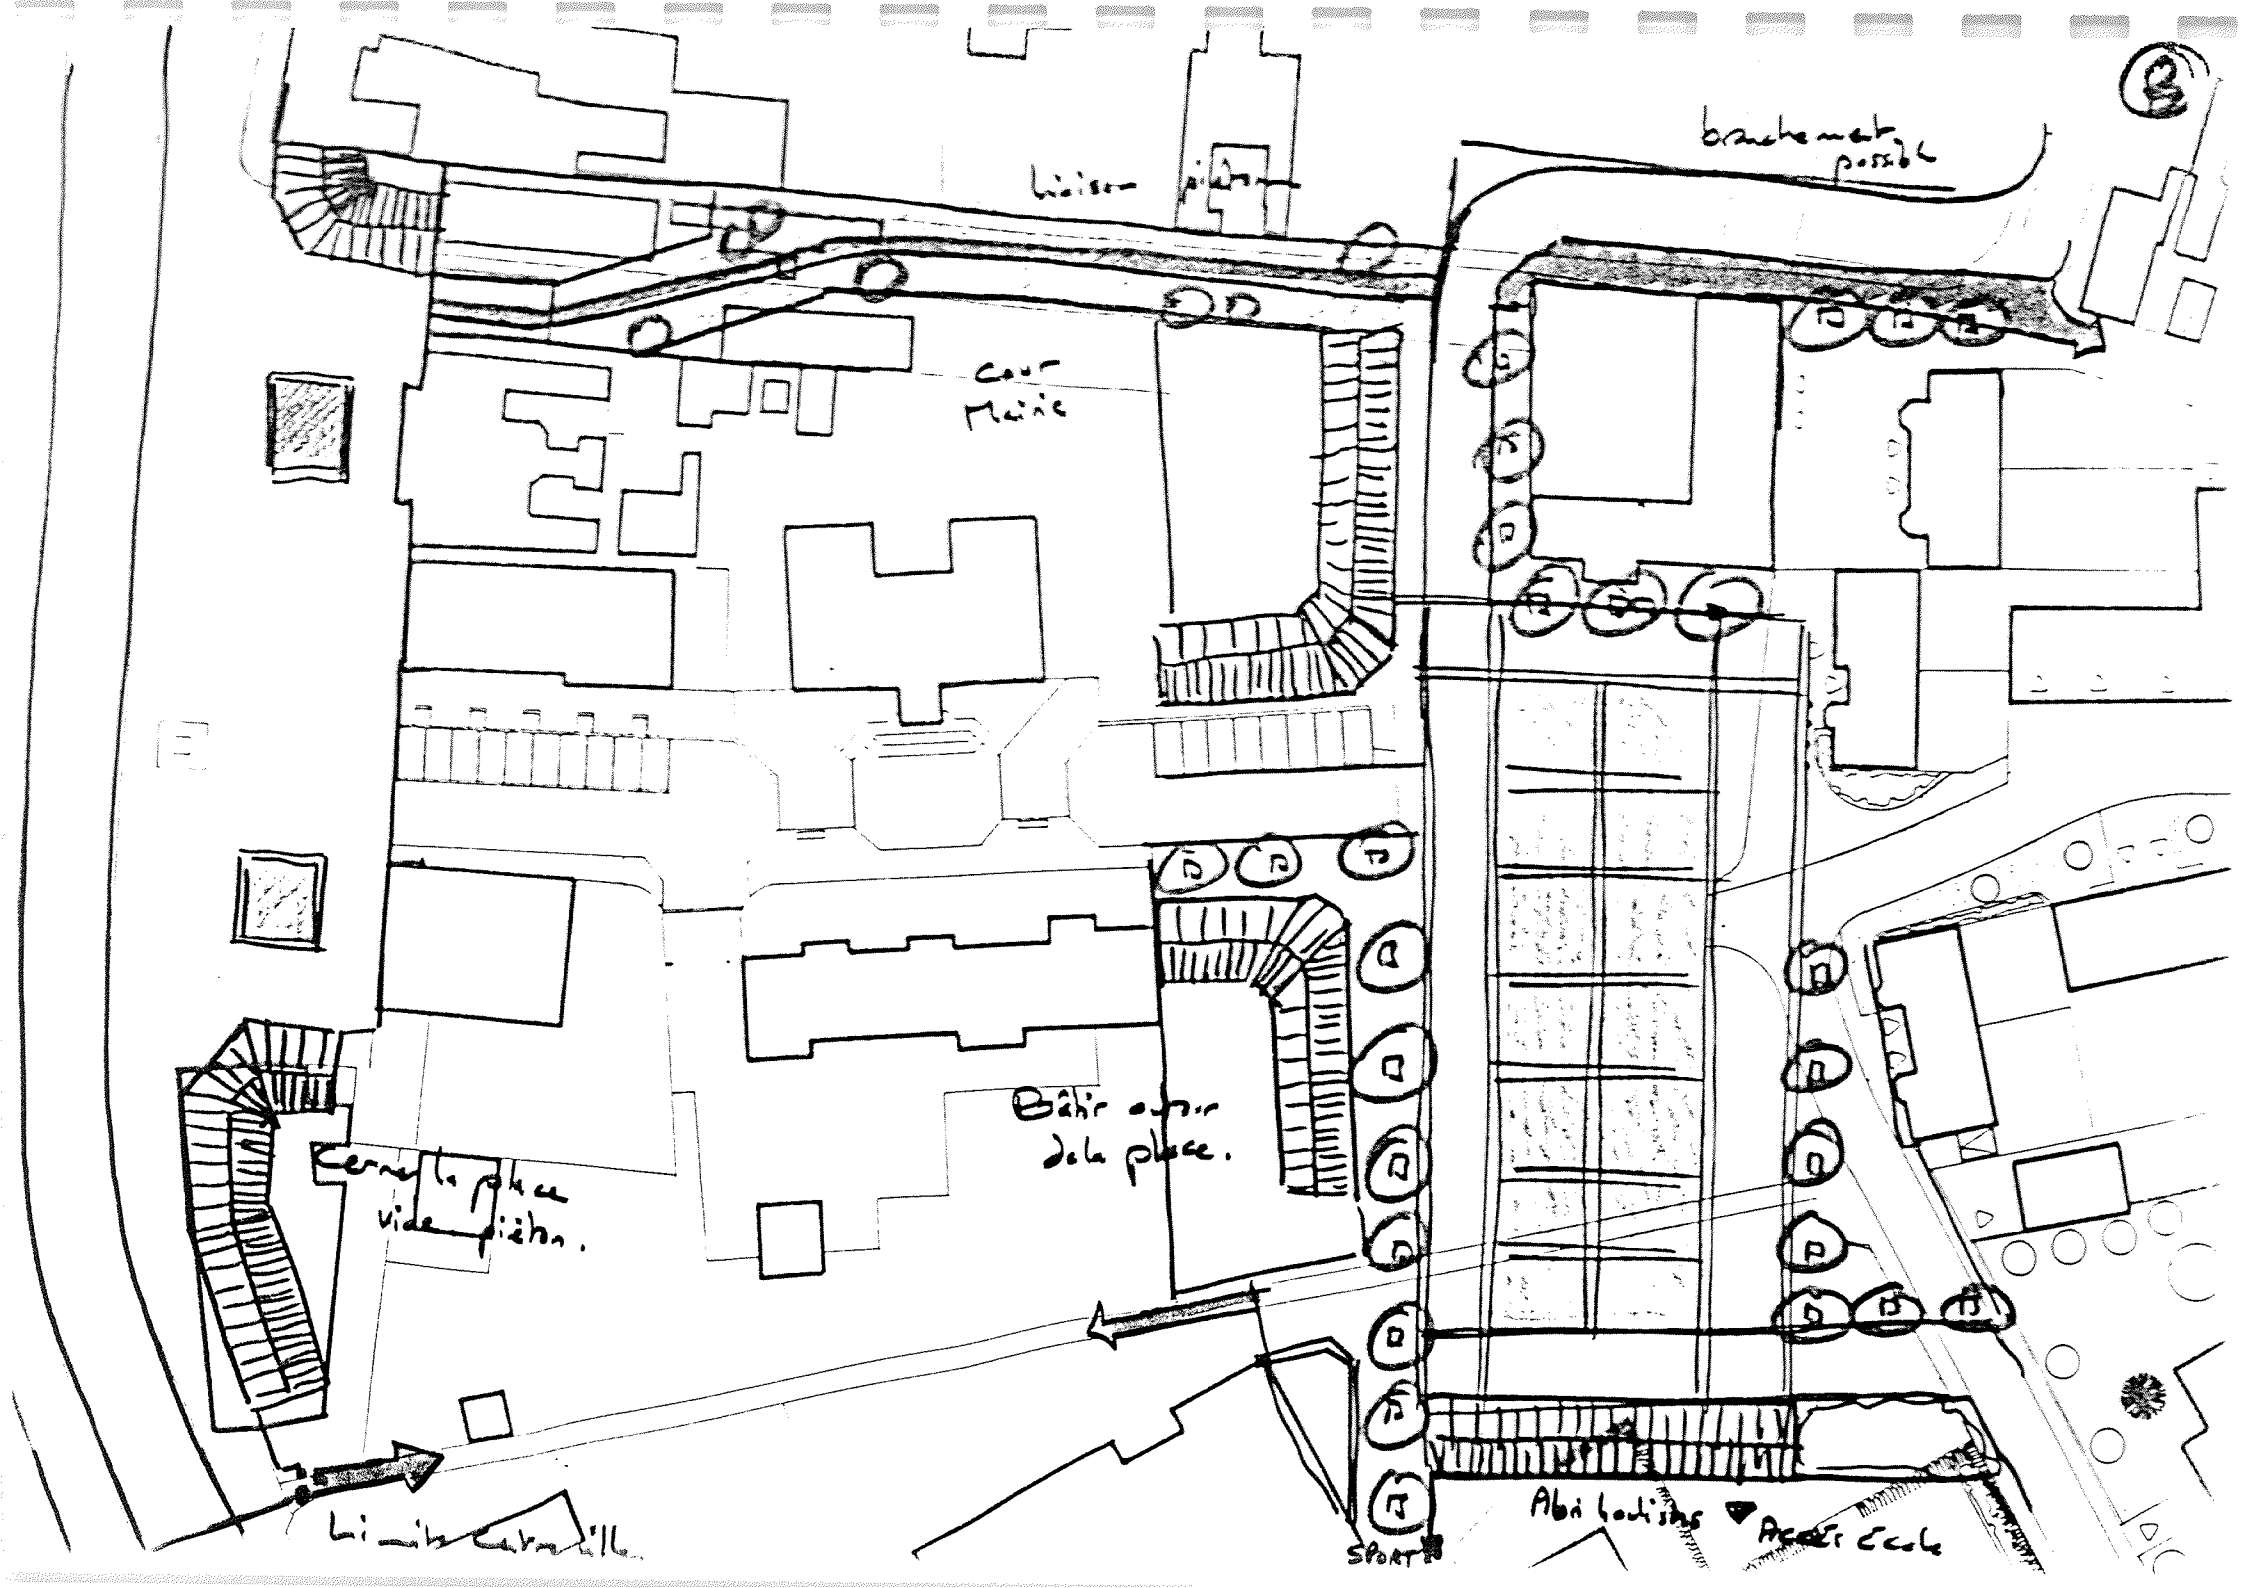 B
branchement
possible
liaison piétonne
Cour
Mairie
Bâtir autour
de la place.
Cerner la place
vide piéton.
Limite Centre Ville
Abri boulistes
Accès École
SPORT